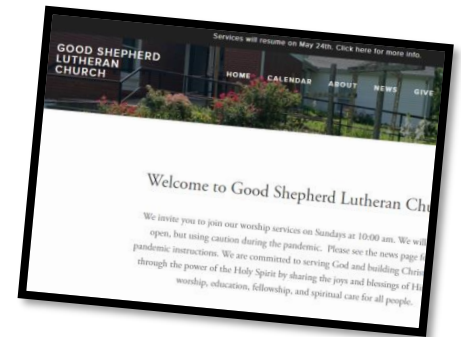 Services will resume on May 24th. Click here for more info.
GOOD SHEPHERD
LUTHERAN
CHURCH
HOME CALENDAR ABOUT NEWS GIVE
Welcome to Good Shepherd Lutheran Chu
We invite you to join our worship services on Sundays at 10:00 am. We will
open, but using caution during the pandemic. Please see the news page f
pandemic instructions. We are committed to serving God and building Chris
through the power of the Holy Spirit by sharing the joys and blessings of Hi
worship, education, fellowship, and spiritual care for all people.